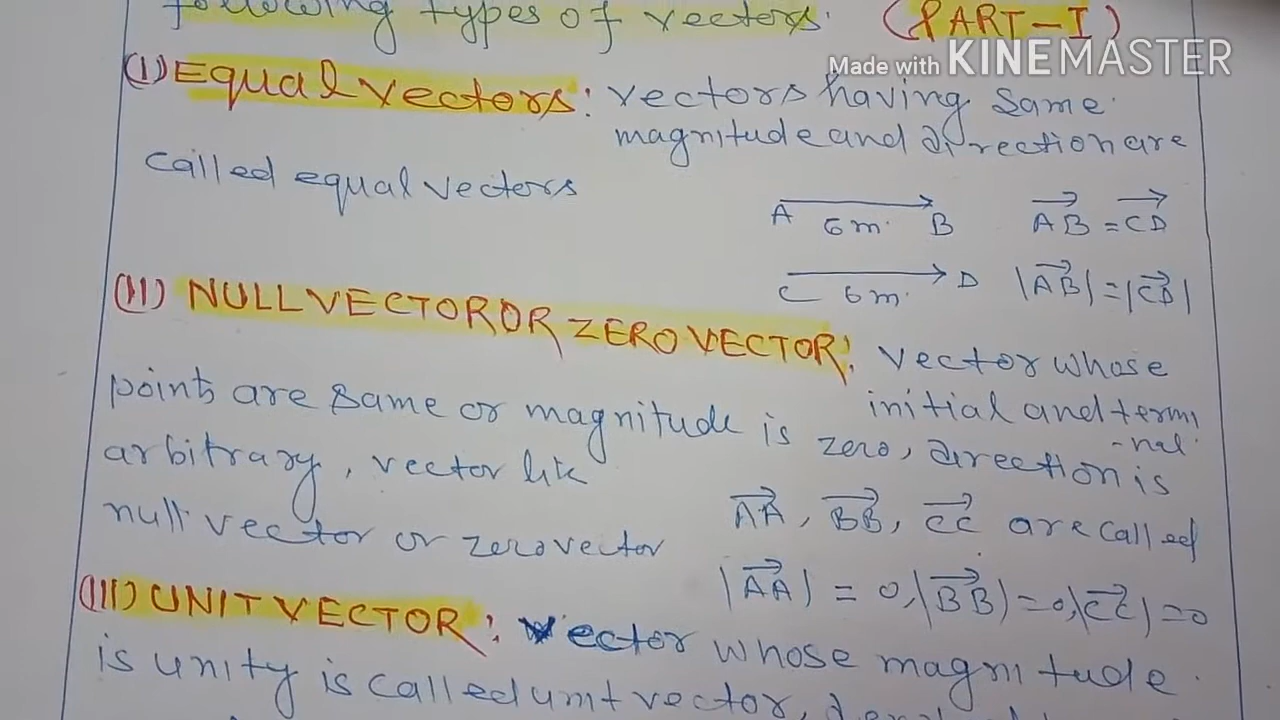 following types of vectors. (PART-I)
Made with KINEMASTER
(I) Equal vectors: vectors having same
magnitude and direction are
called equal vectors
A 6m. B AB = CD
C 6m. D |AB| = |CD|
(II) NULL VECTOR OR ZERO VECTOR: vector whose
initial and termi
-nal
points are same or magnitude is zero, direction is
arbitrary, vector like
AA, BB, CC are called
null vector or zero vector
|AA| = 0, |BB| = 0, |CC| = 0
(III) UNIT VECTOR: vector whose magnitude
is unity is called unit vector,